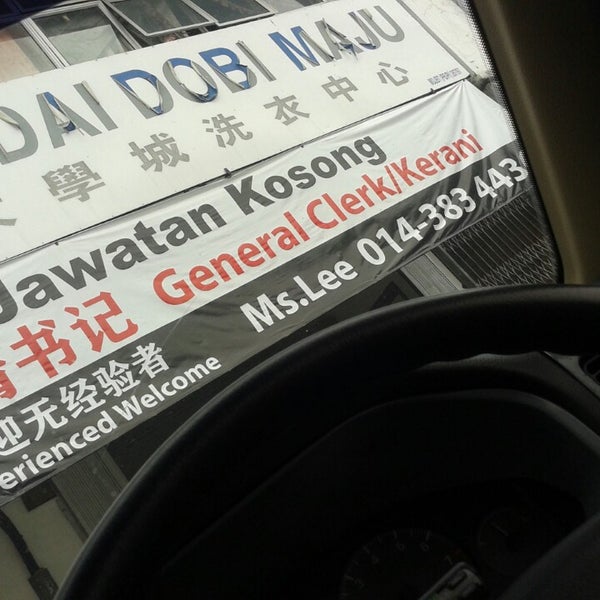 DAI DOBI MAJU
學城洗衣中心
Jawatan Kosong
书记 General Clerk/Kerani
迎无经验者 Ms.Lee 014-383 443
erienced Welcome